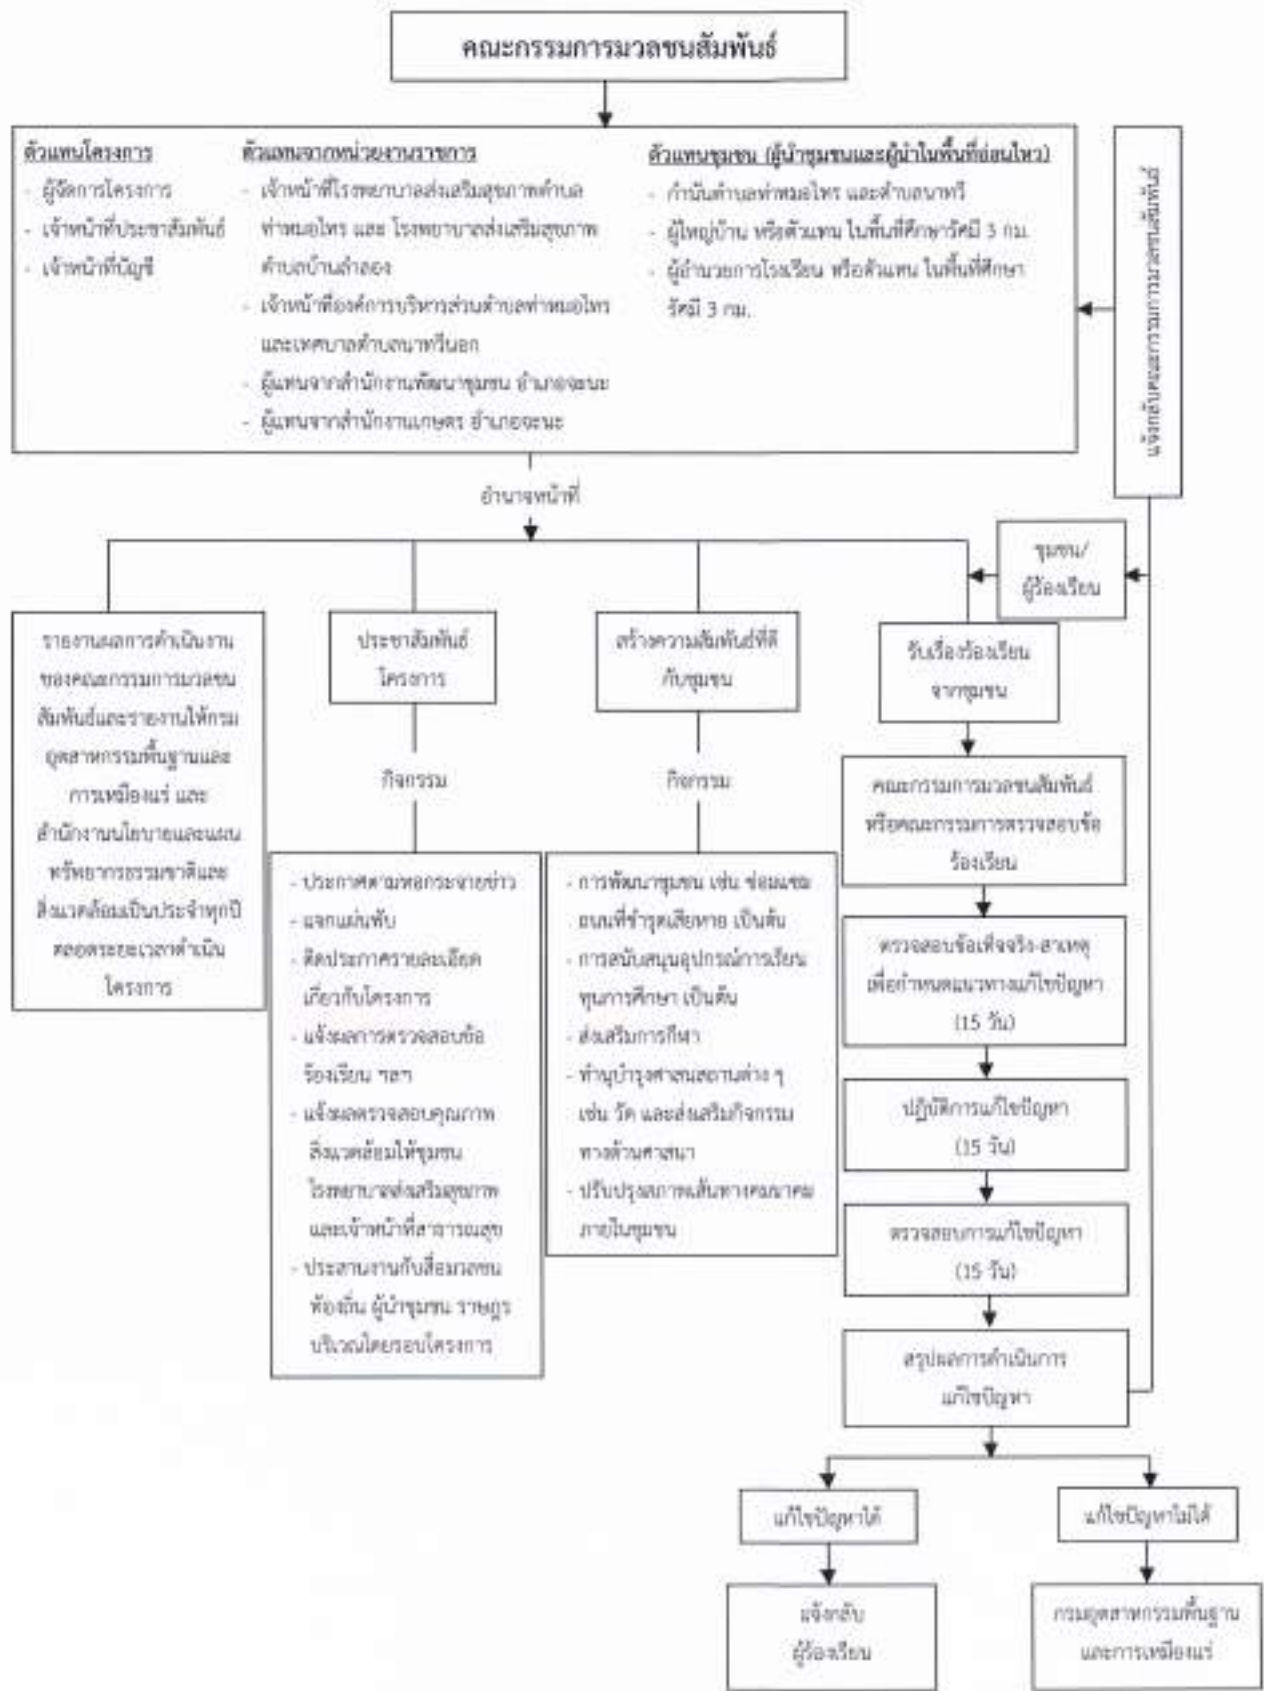 คณะกรรมการมวลชนสัมพันธ์
ตัวแทนโครงการ
- ผู้จัดการโครงการ
- เจ้าหน้าที่ประชาสัมพันธ์
- เจ้าหน้าที่บัญชี
ตัวแทนจากหน่วยงานราชการ
- เจ้าหน้าที่โรงพยาบาลส่งเสริมสุขภาพตำบล
ท่าหมอไทร และ โรงพยาบาลส่งเสริมสุขภาพ
ตำบลบ้านลำลอง
- เจ้าหน้าที่องค์การบริหารส่วนตำบลท่าหมอไทร
และเทศบาลตำบลนาทวีนอก
- ผู้แทนจากสำนักงานพัฒนาชุมชน อำเภอจะนะ
- ผู้แทนจากสำนักงานเกษตร อำเภอจะนะ
ตัวแทนชุมชน (ผู้นำชุมชนและผู้นำในพื้นที่อ่อนไหว)
- กำนันตำบลท่าหมอไทร และตำบลนาทวี
- ผู้ใหญ่บ้าน หรือตัวแทน ในพื้นที่ศึกษารัศมี 3 กม.
- ผู้อำนวยการโรงเรียน หรือตัวแทน ในพื้นที่ศึกษา
รัศมี 3 กม.
แจ้งกลับคณะกรรมการมวลชนสัมพันธ์
อำนาจหน้าที่
ชุมชน/
ผู้ร้องเรียน
รายงานผลการดำเนินงาน
ของคณะกรรมการมวลชน
สัมพันธ์และรายงานให้กรม
อุตสาหกรรมพื้นฐานและ
การเหมืองแร่ และ
สำนักงานนโยบายและแผน
ทรัพยากรธรรมชาติและ
สิ่งแวดล้อมเป็นประจำทุกปี
ตลอดระยะเวลาดำเนิน
โครงการ
ประชาสัมพันธ์
โครงการ
กิจกรรม
- ประกาศตามหอกระจายข่าว
- แจกแผ่นพับ
- ติดประกาศรายละเอียด
เกี่ยวกับโครงการ
- แจ้งผลการตรวจสอบข้อ
ร้องเรียน ฯลฯ
- แจ้งผลตรวจสอบคุณภาพ
สิ่งแวดล้อมให้ชุมชน
โรงพยาบาลส่งเสริมสุขภาพ
และเจ้าหน้าที่สาธารณสุข
- ประสานงานกับสื่อมวลชน
ท้องถิ่น ผู้นำชุมชน ราษฎร
บริเวณโดยรอบโครงการ
สร้างความสัมพันธ์ที่ดี
กับชุมชน
กิจกรรม
- การพัฒนาชุมชน เช่น ซ่อมแซม
ถนนที่ชำรุดเสียหาย เป็นต้น
- การสนับสนุนอุปกรณ์การเรียน
ทุนการศึกษา เป็นต้น
- ส่งเสริมการกีฬา
- ทำนุบำรุงศาสนสถานต่าง ๆ
เช่น วัด และส่งเสริมกิจกรรม
ทางด้านศาสนา
- ปรับปรุงสภาพเส้นทางคมนาคม
ภายในชุมชน
รับเรื่องร้องเรียน
จากชุมชน
คณะกรรมการมวลชนสัมพันธ์
หรือคณะกรรมการตรวจสอบข้อ
ร้องเรียน
ตรวจสอบข้อเท็จจริง-สาเหตุ
เพื่อกำหนดแนวทางแก้ไขปัญหา
(15 วัน)
ปฏิบัติการแก้ไขปัญหา
(15 วัน)
ตรวจสอบการแก้ไขปัญหา
(15 วัน)
สรุปผลการดำเนินการ
แก้ไขปัญหา
แก้ไขปัญหาได้
แก้ไขปัญหาไม่ได้
แจ้งกลับ
ผู้ร้องเรียน
กรมอุตสาหกรรมพื้นฐาน
และการเหมืองแร่